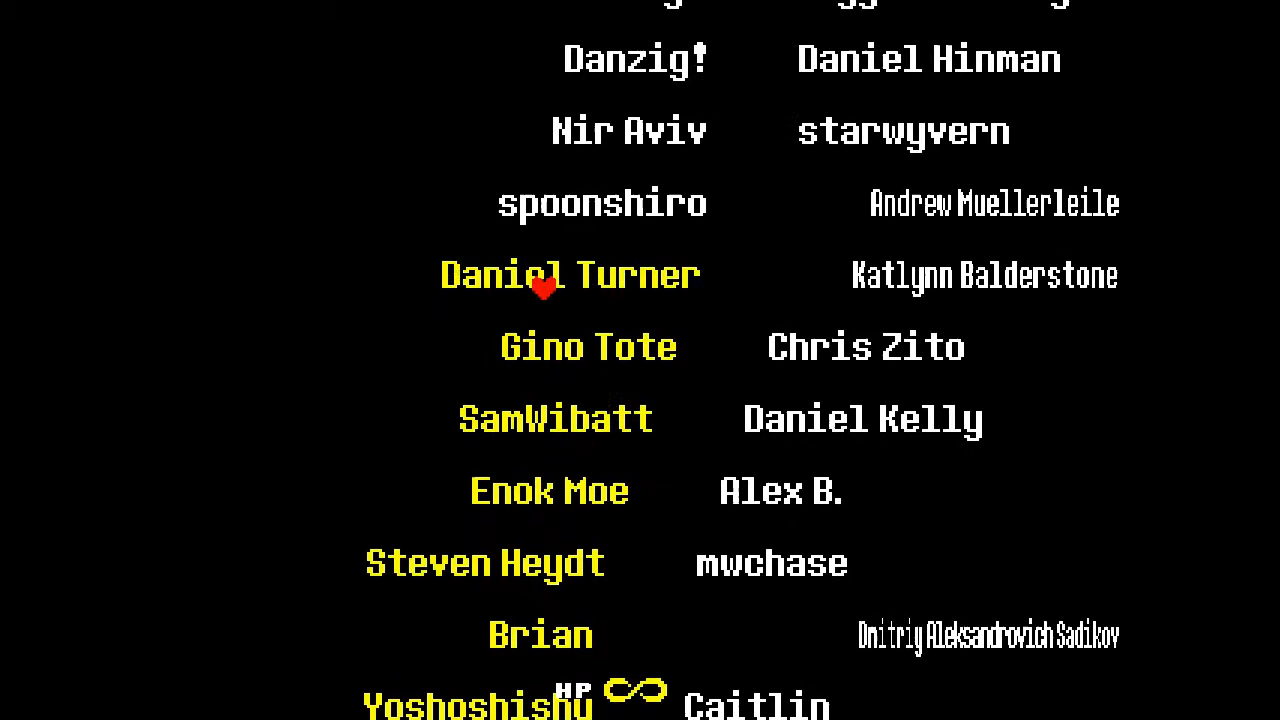 Danzig! Daniel Hinman
Nir Aviv starwyvern
spoonshiro Andrew Muellerleile
Daniel Turner Katlynn Balderstone
Gino Tote Chris Zito
SamWibatt Daniel Kelly
Enok Moe Alex B.
Steven Heydt mwchase
Brian Dmitriy Aleksandrovich Sadikov
HP ∞
Yoshoshishu Caitlin